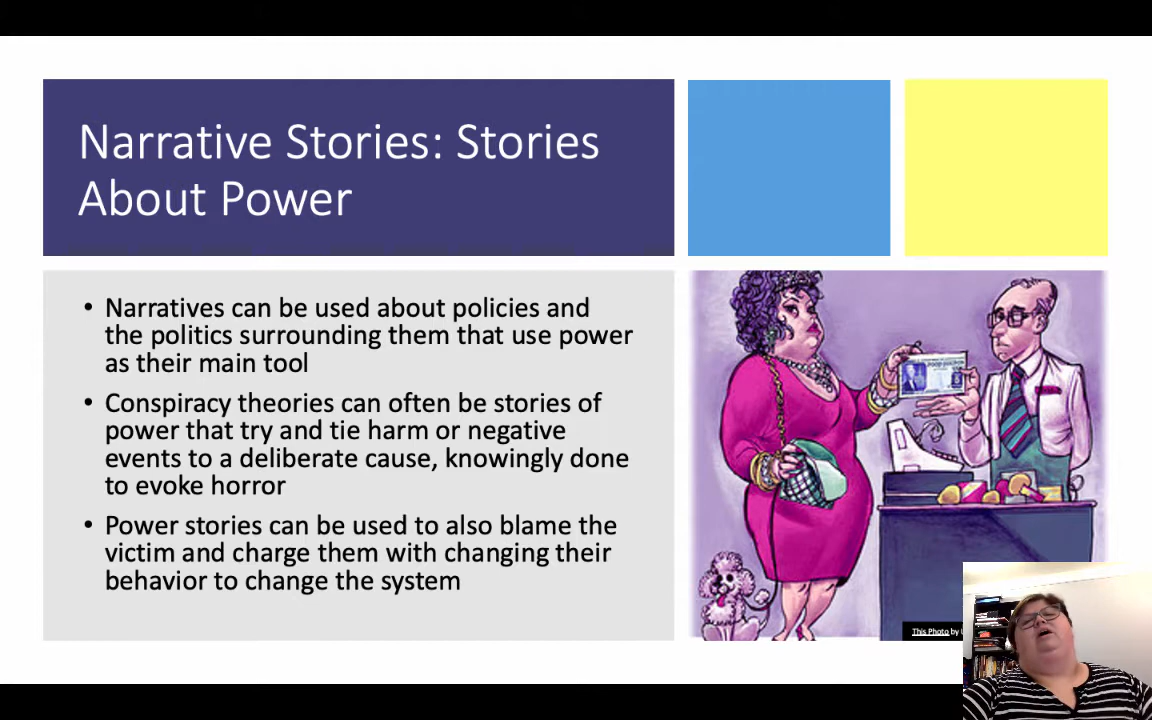 Narrative Stories: Stories
About Power
• Narratives can be used about policies and
the politics surrounding them that use power
as their main tool
• Conspiracy theories can often be stories of
power that try and tie harm or negative
events to a deliberate cause, knowingly done
to evoke horror
• Power stories can be used to also blame the
victim and charge them with changing their
behavior to change the system
This Photo by